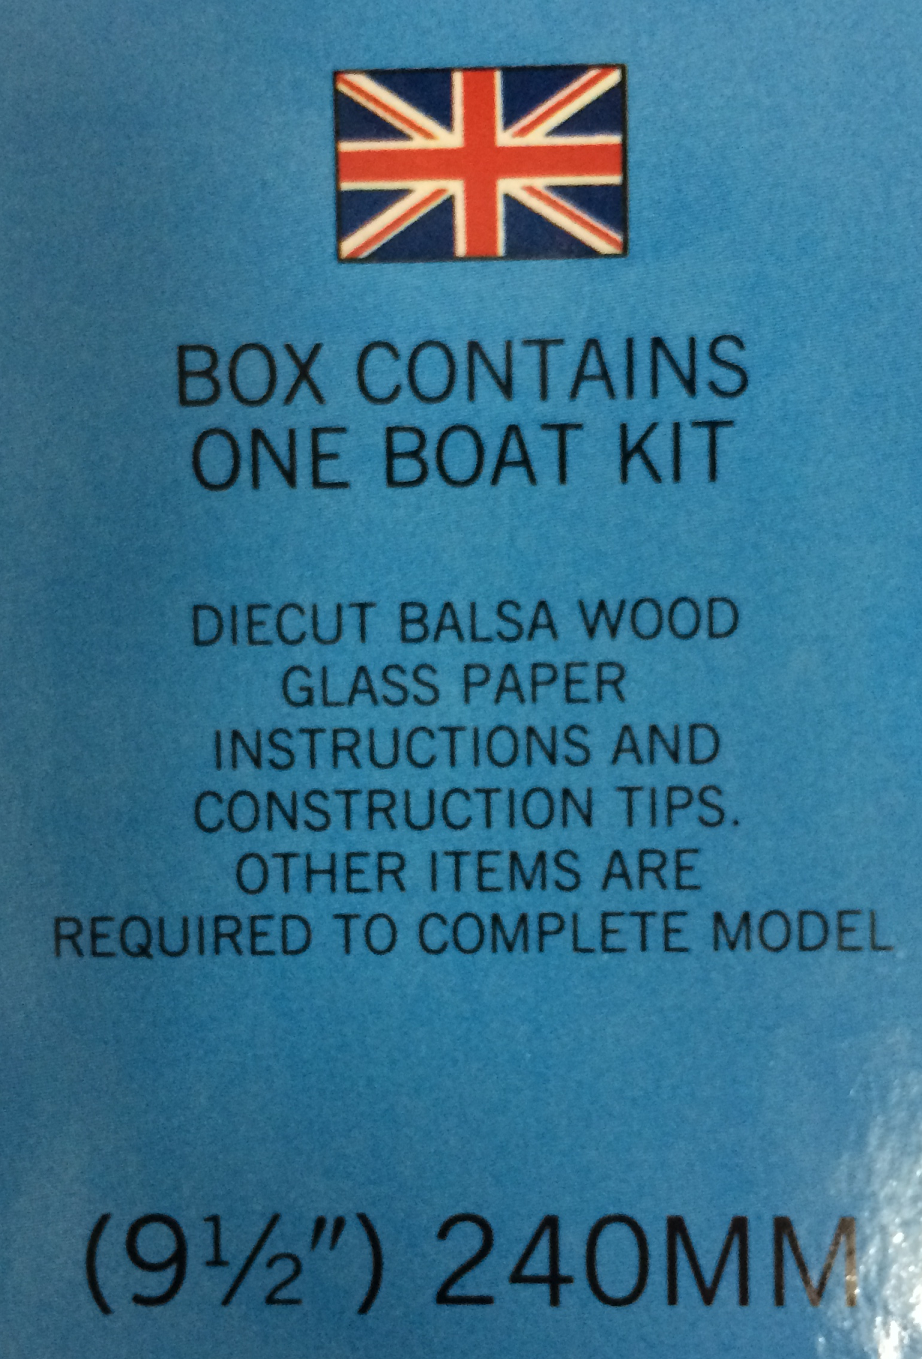 BOX CONTAINS
ONE BOAT KIT
DIECUT BALSA WOOD
GLASS PAPER
INSTRUCTIONS AND
CONSTRUCTION TIPS.
OTHER ITEMS ARE
REQUIRED TO COMPLETE MODEL
(9½") 240MM